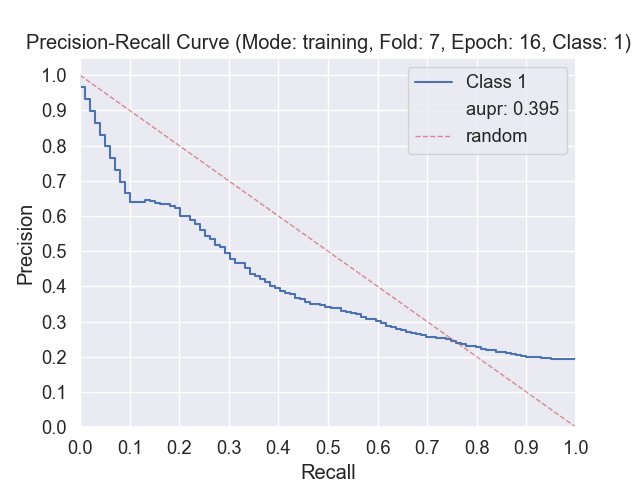 Precision-Recall Curve (Mode: training, Fold: 7, Epoch: 16, Class: 1)
1.0
0.9
0.8
0.7
0.6
0.5
0.4
0.3
0.2
0.1
0.0
Precision
Class 1
aupr: 0.395
random
0.0 0.1 0.2 0.3 0.4 0.5 0.6 0.7 0.8 0.9 1.0
Recall